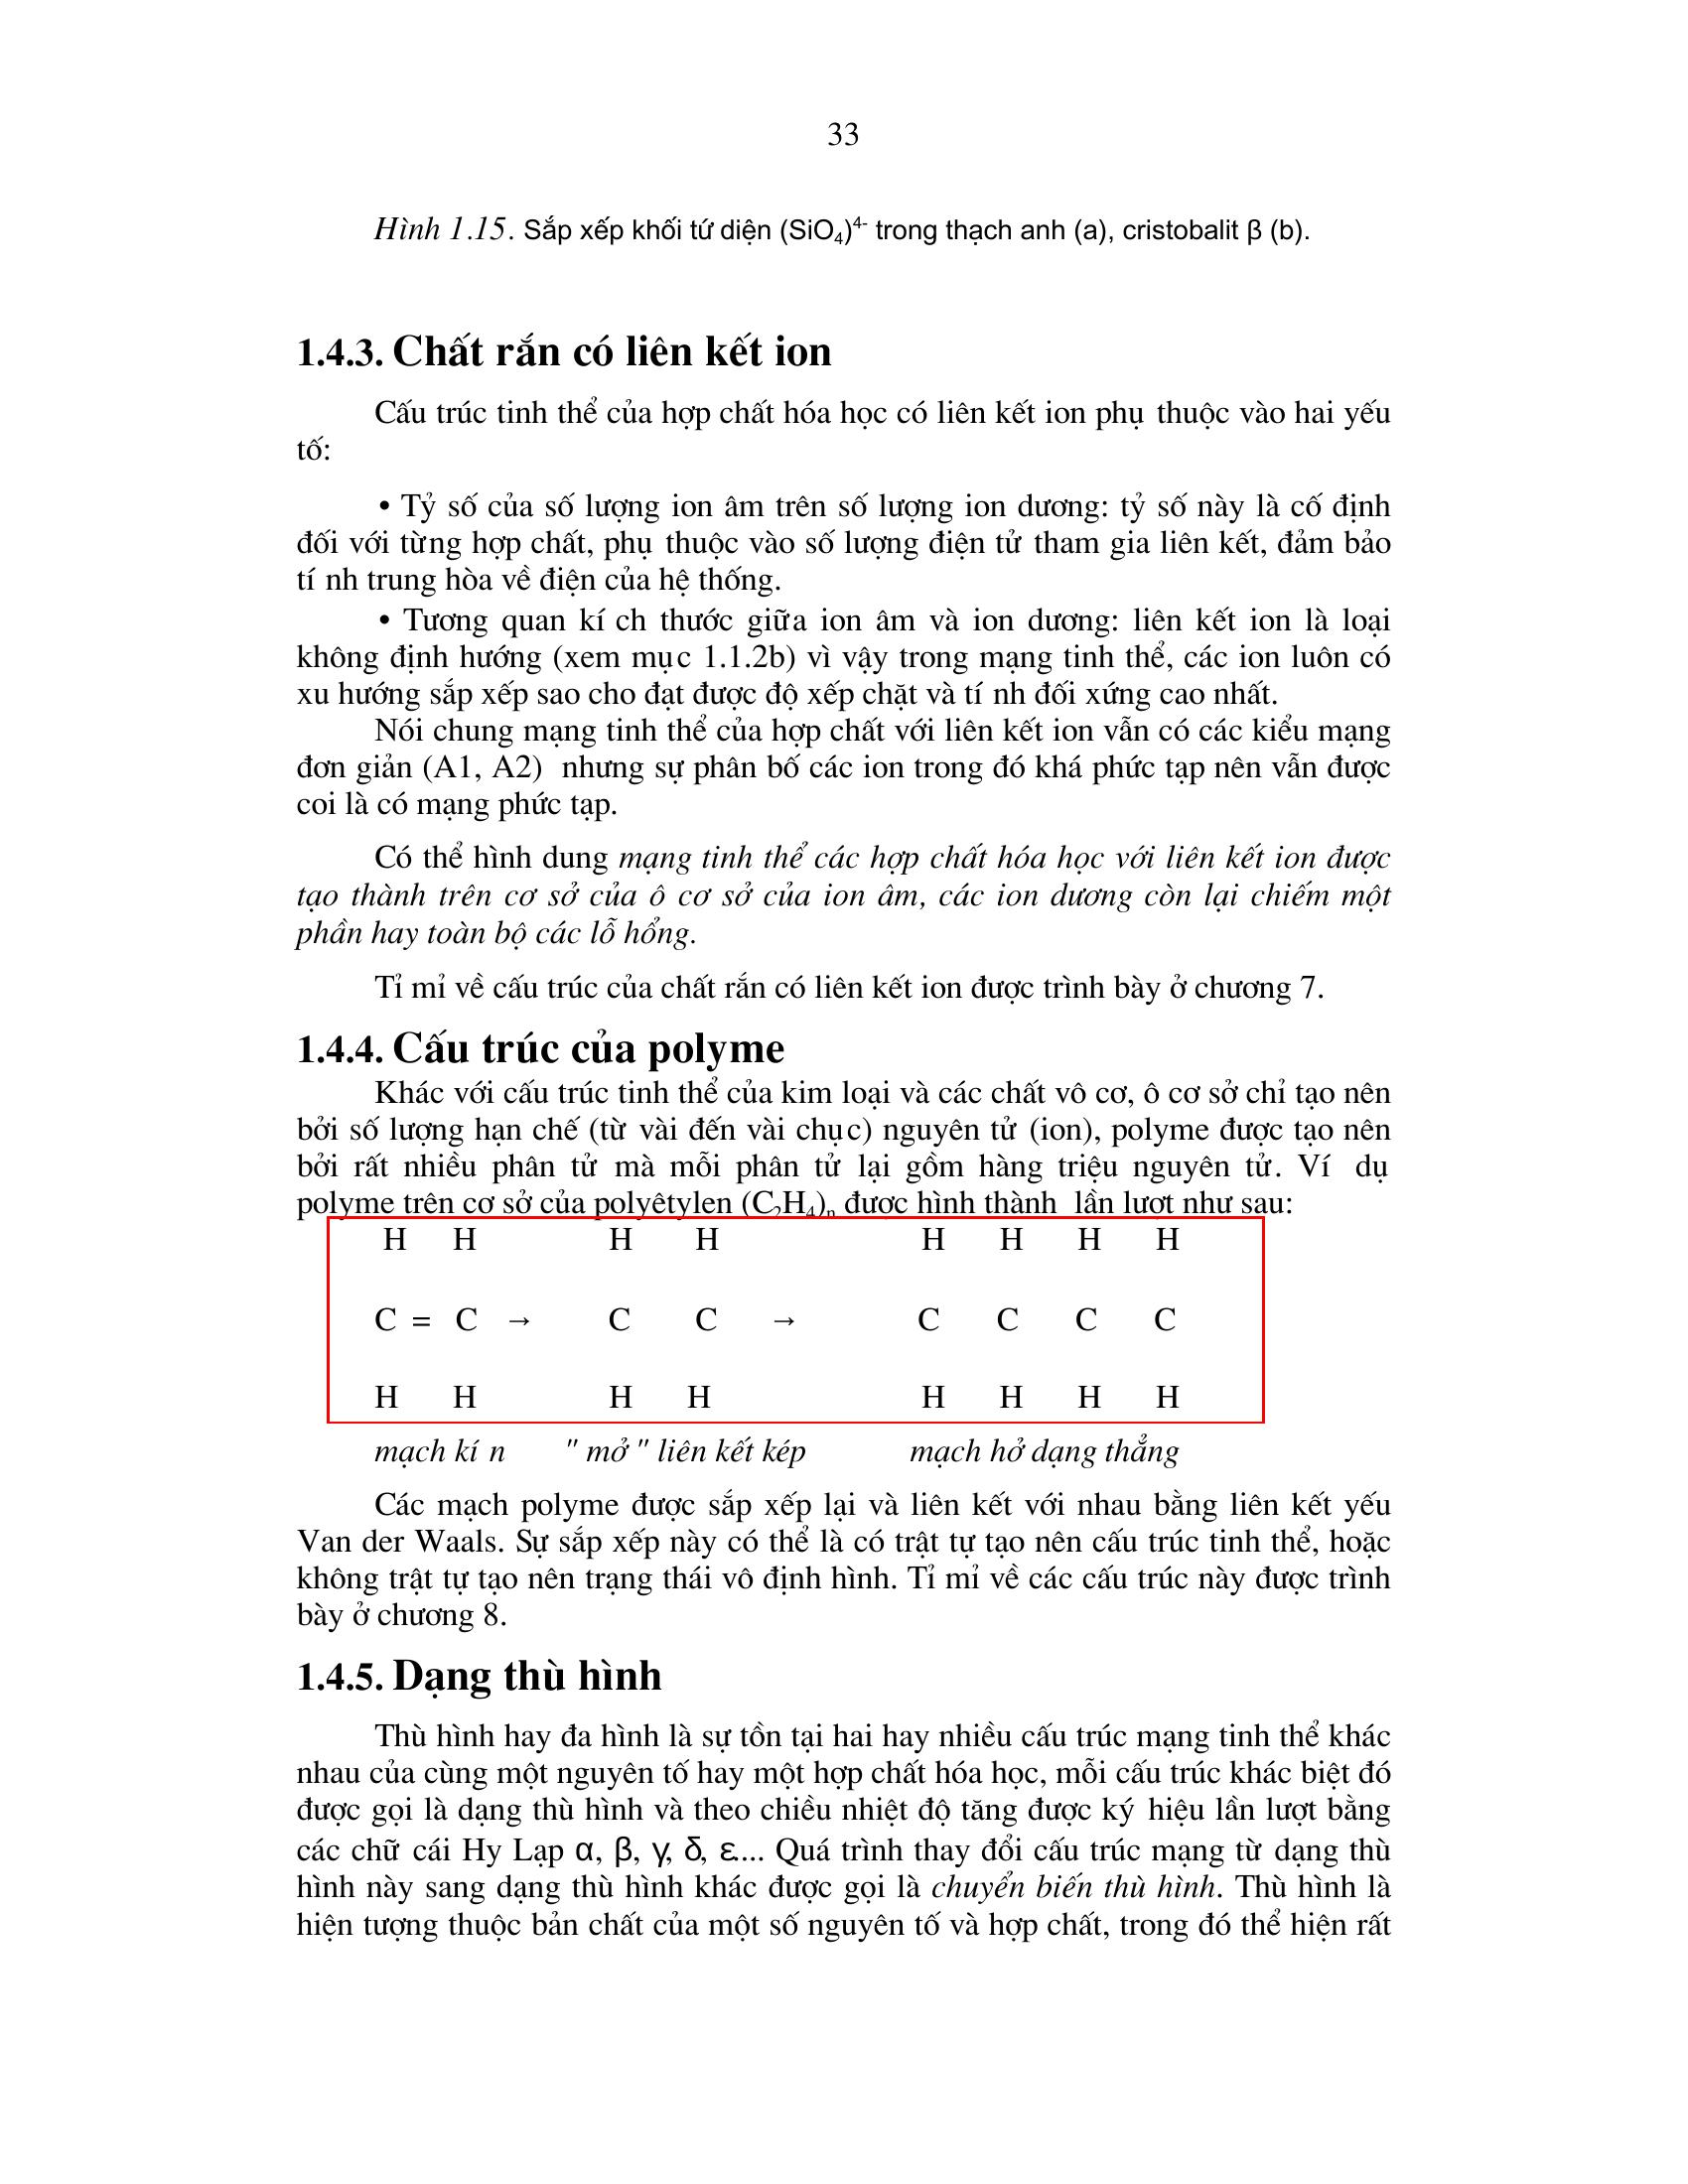 33
Hình 1.15. Sắp xếp khối tứ diện (SiO₄)⁴⁻ trong thạch anh (a), cristobalit β (b).
1.4.3. Chất rắn có liên kết ion
Cấu trúc tinh thể của hợp chất hóa học có liên kết ion phụ thuộc vào hai yếu
tố:
• Tỷ số của số lượng ion âm trên số lượng ion dương: tỷ số này là cố định
đối với từng hợp chất, phụ thuộc vào số lượng điện tử tham gia liên kết, đảm bảo
tí nh trung hòa về điện của hệ thống.
• Tương quan kí ch thước giữa ion âm và ion dương: liên kết ion là loại
không định hướng (xem mục 1.1.2b) vì vậy trong mạng tinh thể, các ion luôn có
xu hướng sắp xếp sao cho đạt được độ xếp chặt và tí nh đối xứng cao nhất.
Nói chung mạng tinh thể của hợp chất với liên kết ion vẫn có các kiểu mạng
đơn giản (A1, A2) nhưng sự phân bố các ion trong đó khá phức tạp nên vẫn được
coi là có mạng phức tạp.
Có thể hình dung mạng tinh thể các hợp chất hóa học với liên kết ion được
tạo thành trên cơ sở của ô cơ sở của ion âm, các ion dương còn lại chiếm một
phần hay toàn bộ các lỗ hổng.
Tỉ mỉ về cấu trúc của chất rắn có liên kết ion được trình bày ở chương 7.
1.4.4. Cấu trúc của polyme
Khác với cấu trúc tinh thể của kim loại và các chất vô cơ, ô cơ sở chỉ tạo nên
bởi số lượng hạn chế (từ vài đến vài chục) nguyên tử (ion), polyme được tạo nên
bởi rất nhiều phân tử mà mỗi phân tử lại gồm hàng triệu nguyên tử. Ví dụ
polyme trên cơ sở của polyêtylen (C₂H₄)ₙ được hình thành lần lượt như sau:
H H H H H H H H
C = C → C C → C C C C
H H H H H H H H
mạch kí n " mở " liên kết kép mạch hở dạng thẳng
Các mạch polyme được sắp xếp lại và liên kết với nhau bằng liên kết yếu
Van der Waals. Sự sắp xếp này có thể là có trật tự tạo nên cấu trúc tinh thể, hoặc
không trật tự tạo nên trạng thái vô định hình. Tỉ mỉ về các cấu trúc này được trình
bày ở chương 8.
1.4.5. Dạng thù hình
Thù hình hay đa hình là sự tồn tại hai hay nhiều cấu trúc mạng tinh thể khác
nhau của cùng một nguyên tố hay một hợp chất hóa học, mỗi cấu trúc khác biệt đó
được gọi là dạng thù hình và theo chiều nhiệt độ tăng được ký hiệu lần lượt bằng
các chữ cái Hy Lạp α, β, γ, δ, ε.... Quá trình thay đổi cấu trúc mạng từ dạng thù
hình này sang dạng thù hình khác được gọi là chuyển biến thù hình. Thù hình là
hiện tượng thuộc bản chất của một số nguyên tố và hợp chất, trong đó thể hiện rất